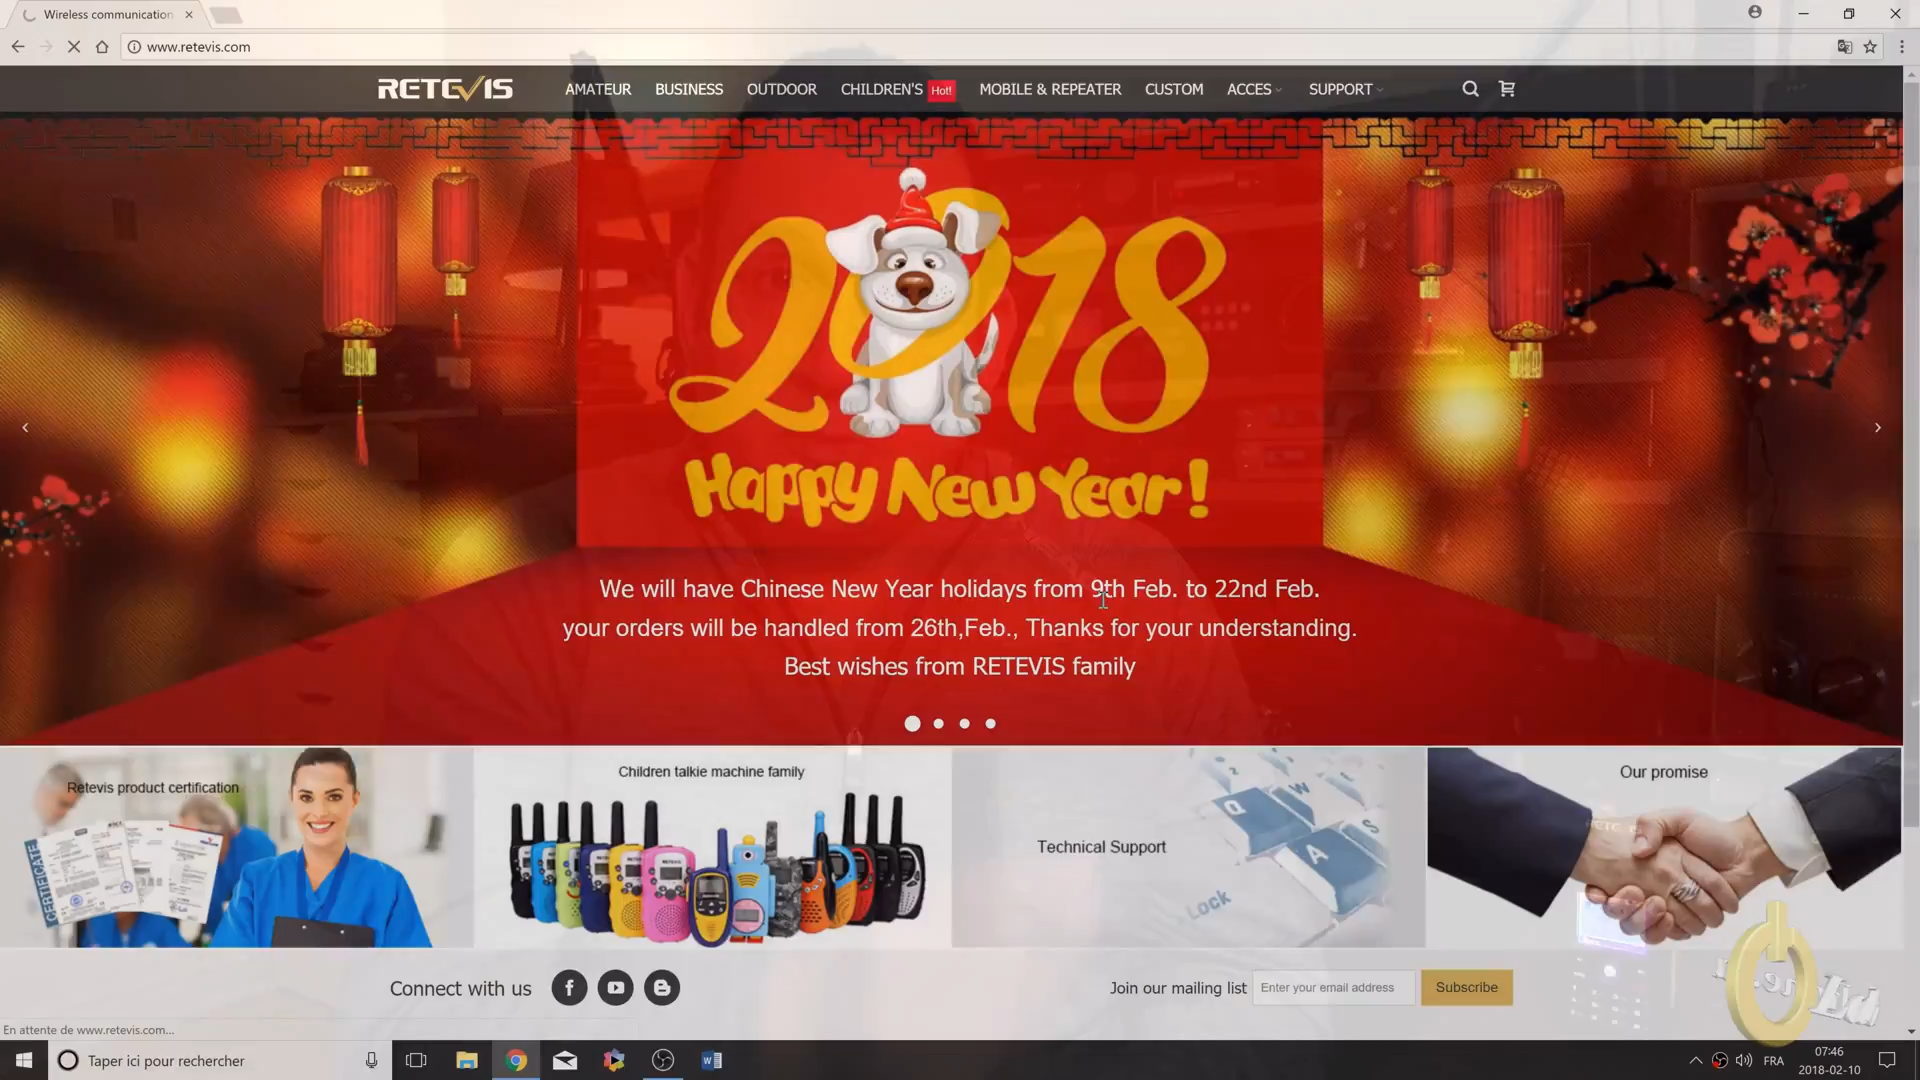 Wireless communication
www.retevis.com
RETEVIS
AMATEUR BUSINESS OUTDOOR CHILDREN'S Hot! MOBILE & REPEATER CUSTOM ACCES SUPPORT
2018
Happy New Year!
We will have Chinese New Year holidays from 9th Feb. to 22nd Feb.
your orders will be handled from 26th,Feb., Thanks for your understanding.
Best wishes from RETEVIS family
Retevis product certification
CERTIFICATE
Children talkie machine family
RETEVIS
Technical Support
Q W S A
Lock
Our promise
Connect with us
Join our mailing list Enter your email address Subscribe
En attente de www.retevis.com...
Taper ici pour rechercher
FRA
07:46
2018-02-10